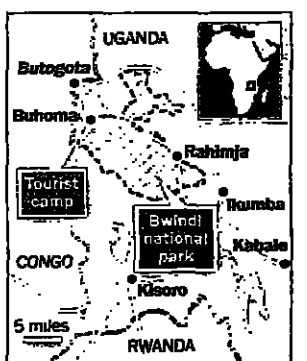 UGANDA
Butogota
Buhoma
Rahimja
Tourist
camp
Ikumba
Bwindi
national
park
Kabale
CONGO
Kisoro
5 miles
RWANDA